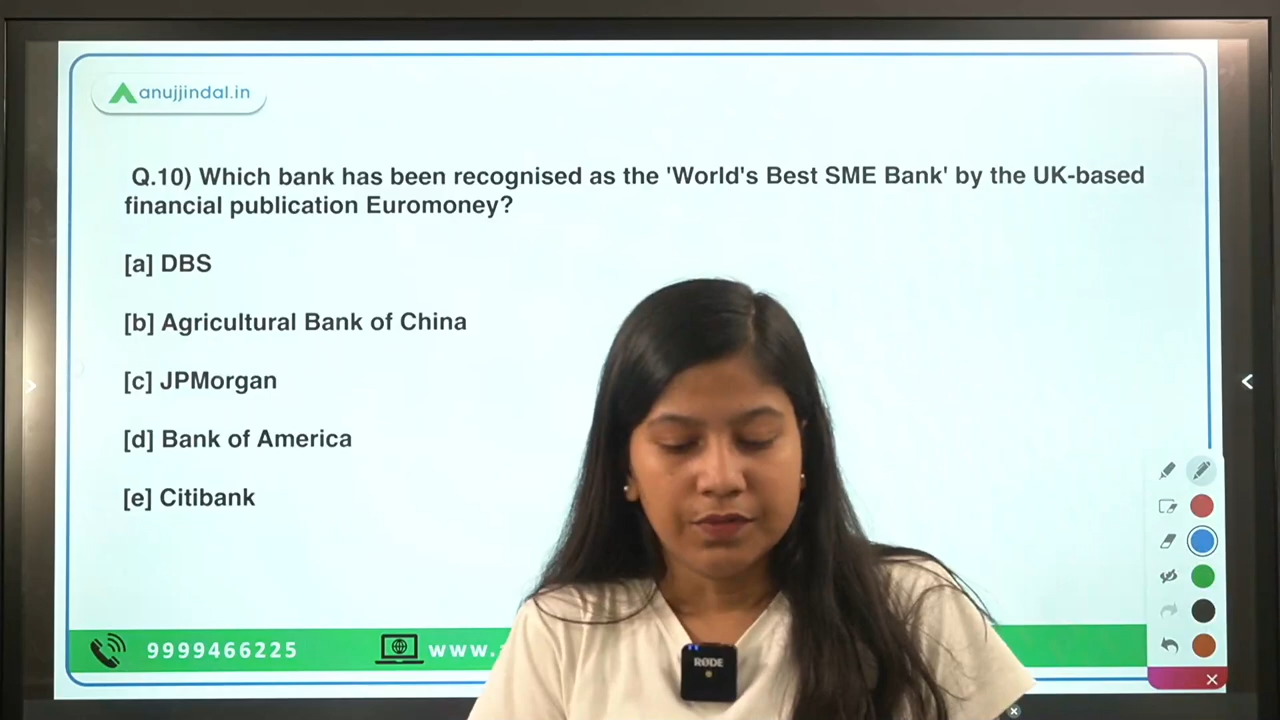 anujjindal.in
Q.10) Which bank has been recognised as the 'World's Best SME Bank' by the UK-based
financial publication Euromoney?
[a] DBS
[b] Agricultural Bank of China
[c] JPMorgan
[d] Bank of America
[e] Citibank
9999466225
www.
RØDE